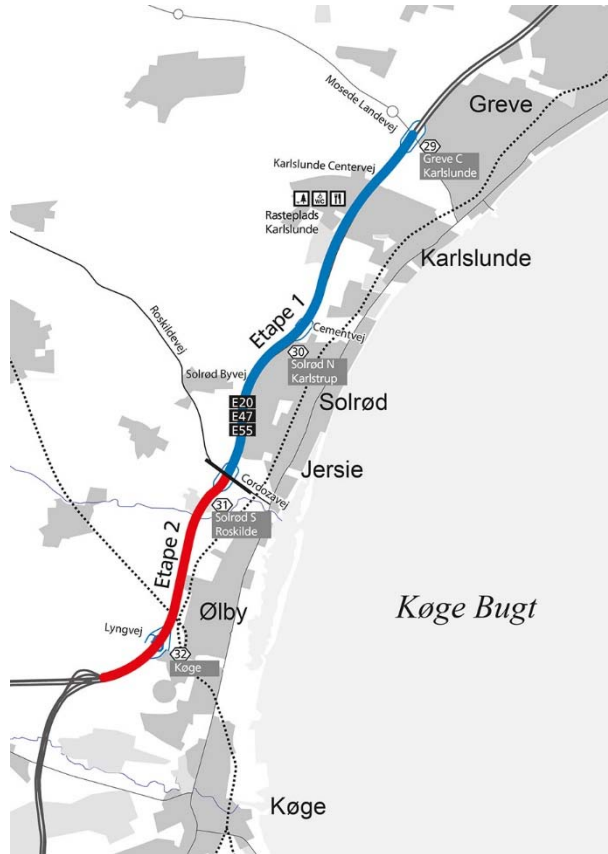 Greve
Mosede Landevej
29
Greve C
Karlslunde
Karlslunde Centervej
WC
Rasteplads
Karlslunde
Karlslunde
Etape 1
Roskildevej
Cementvej
30
Solrød N
Karlstrup
Solrød Byvej
Solrød
E20
E47
E55
Jersie
Cordozavej
31
Solrød S
Roskilde
Etape 2
Ølby
Køge Bugt
Lyngvej
32
Køge
Køge